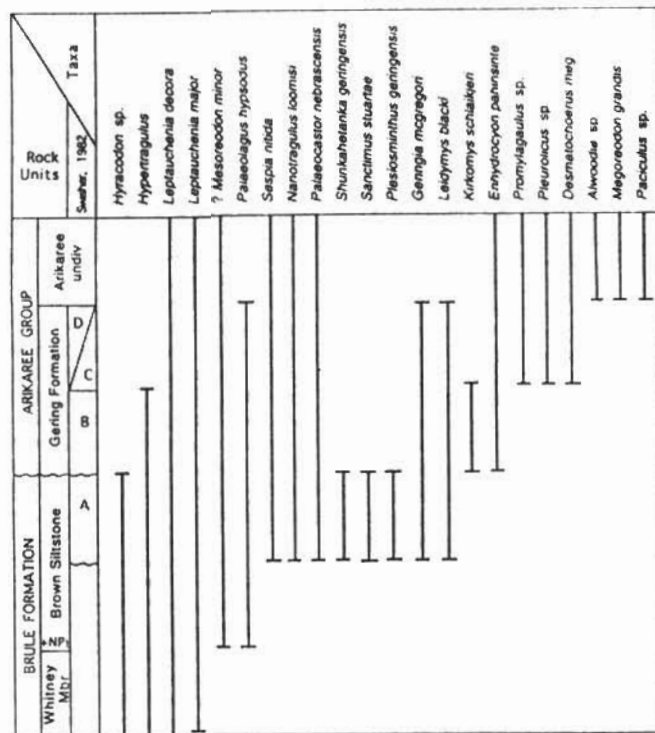 Taxa
Rock
Units
Swisher, 1982
Hyracodon sp.
Hypertragulus
Leptauchenia decora
Leptauchenia major
? Mesoreodon minor
Palaeolagus hypsodus
Sespia nitida
Nanotragulus loomisi
Palaeocastor nebrascensis
Shunkahetanka geringensis
Sanctimus stuartae
Plesiosminthus geringensis
Geringia mcgregori
Leidymys blacki
Kirkomys schlaikjeri
Enhydrocyon pahinsinte
Promylagaulus sp.
Pleurolicus sp
Desmatochoerus meg.
Alwoodia sp
Megoreodon grandis
Paciculus sp.
ARIKAREE GROUP
Arikaree
undiv
Gering Formation
D
C
B
BRULE FORMATION
Brown Siltstone
A
NP
Whitney
Mbr